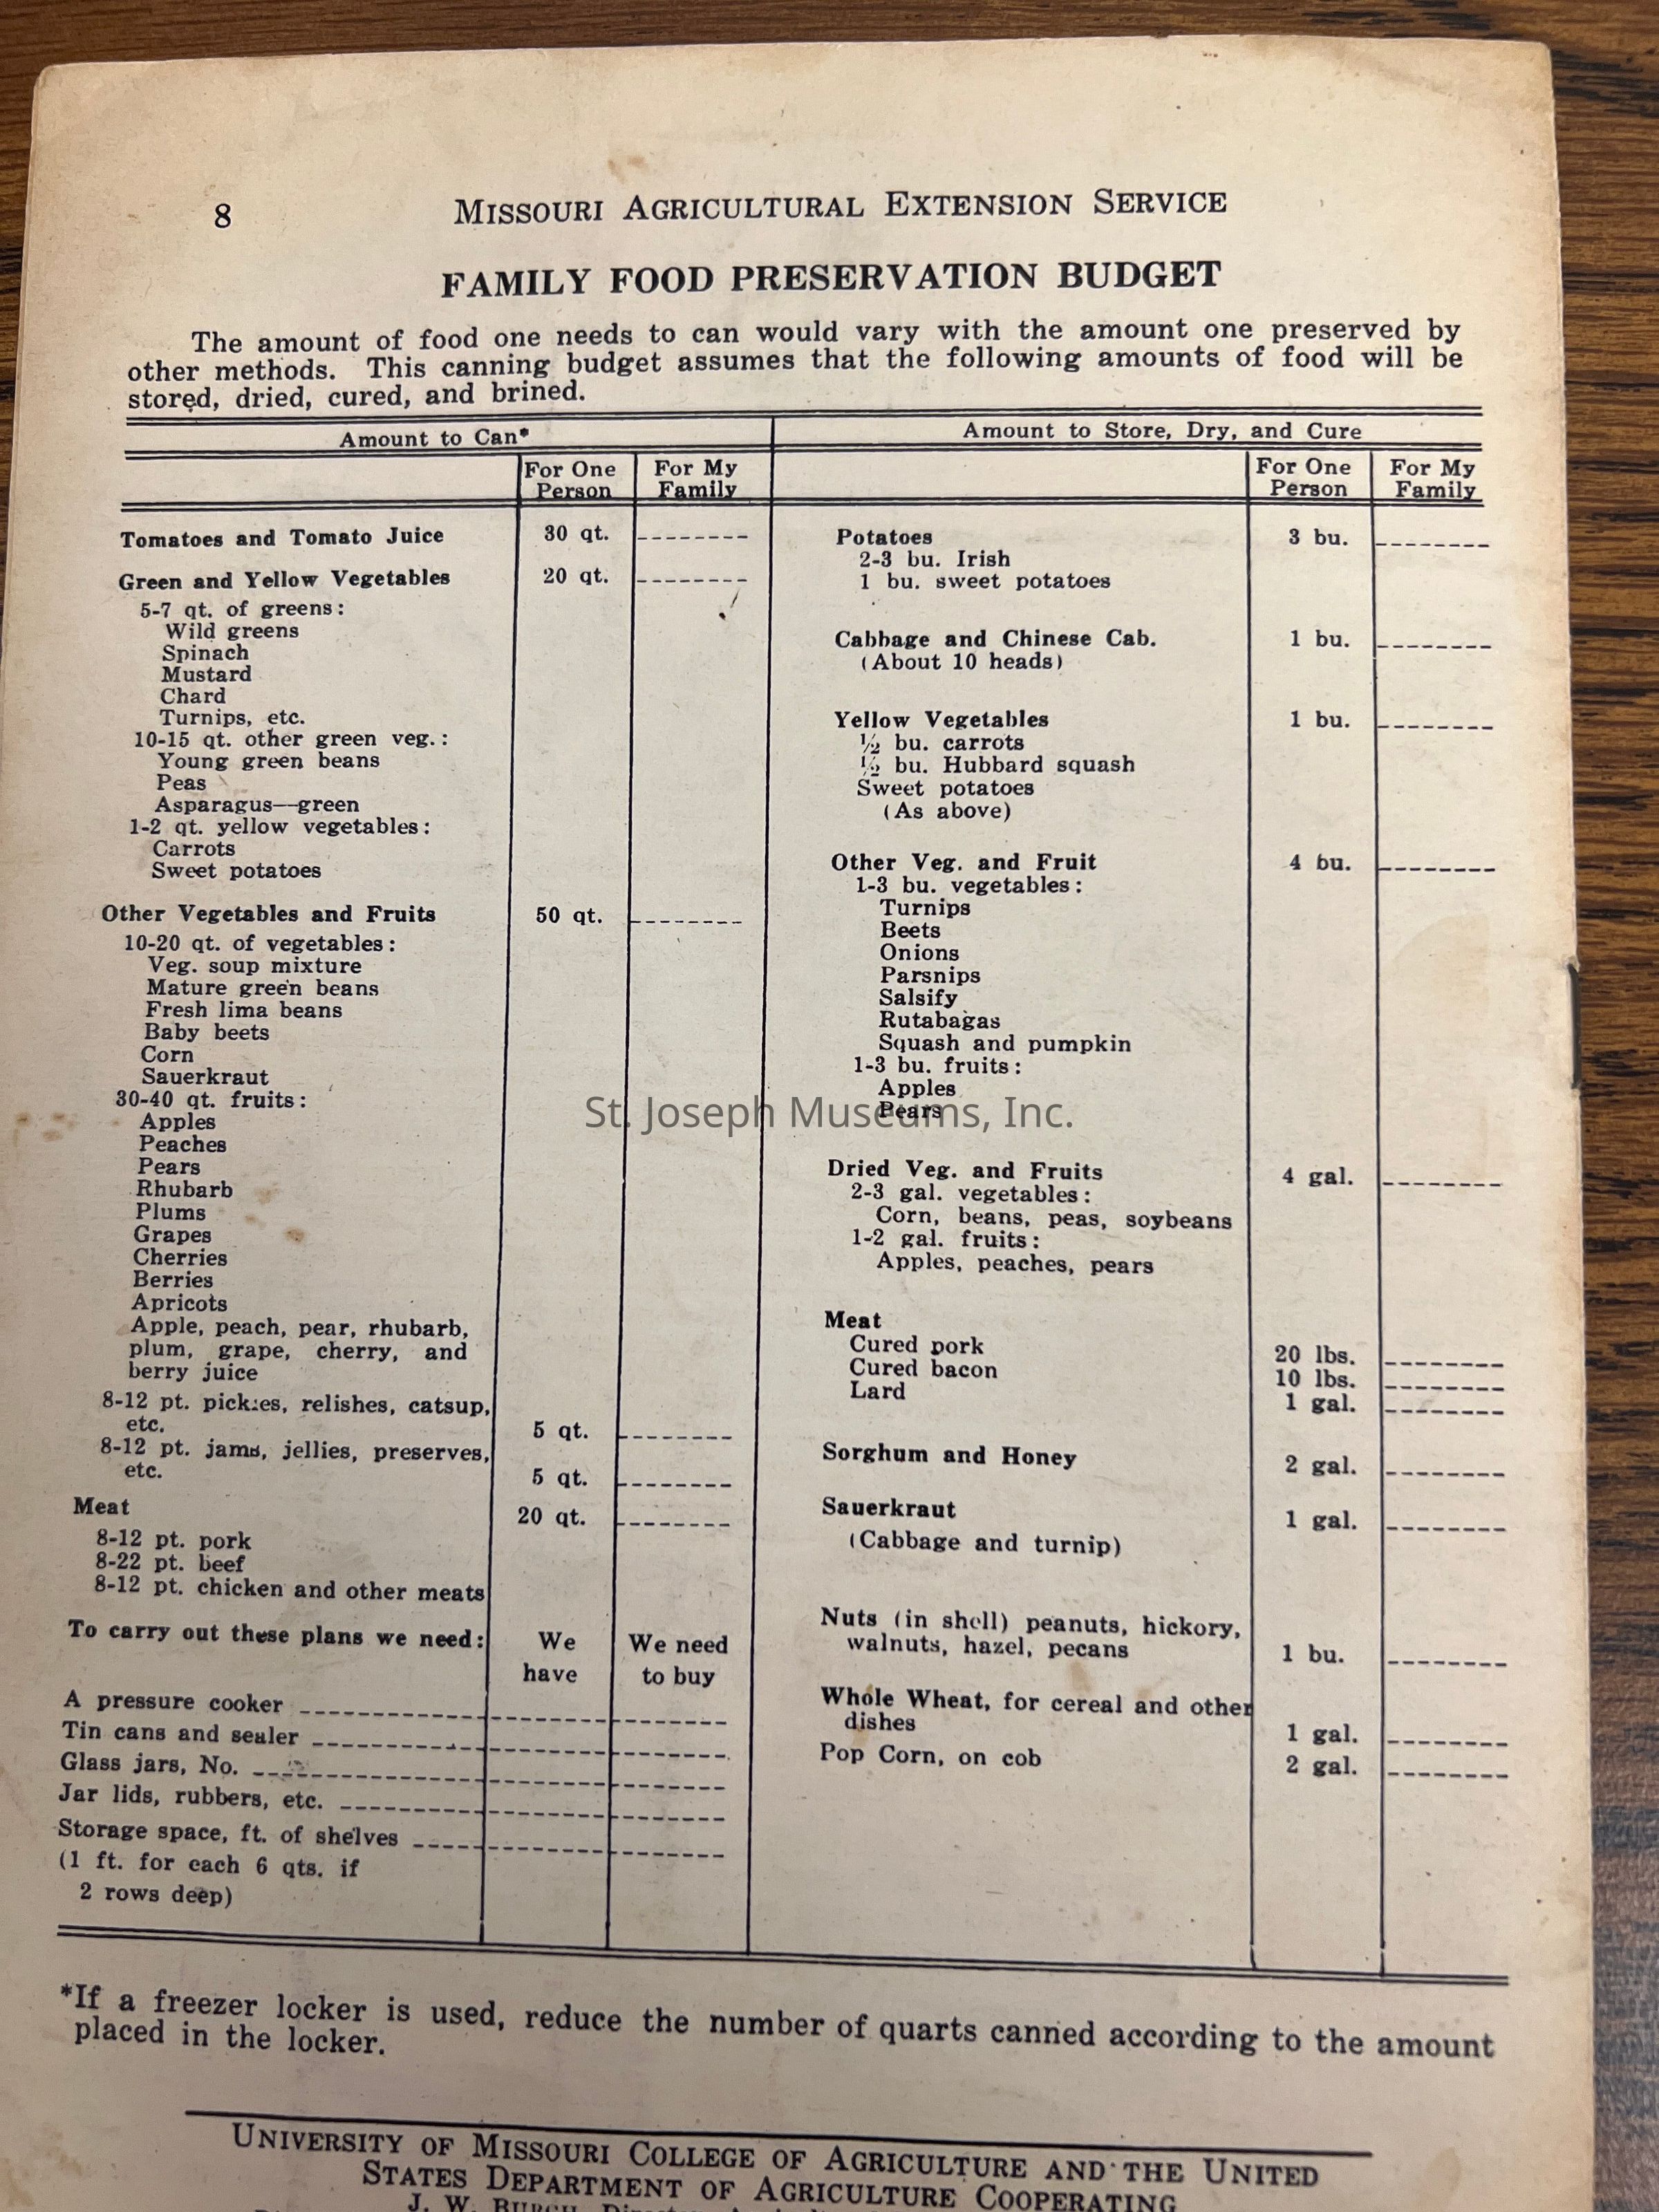 8
MISSOURI AGRICULTURAL EXTENSION SERVICE
FAMILY FOOD PRESERVATION BUDGET
The amount of food one needs to can would vary with the amount one preserved by
other methods. This canning budget assumes that the following amounts of food will be
stored, dried, cured, and brined.
Amount to Can*
For One Person
For My Family
Tomatoes and Tomato Juice 30 qt.
Green and Yellow Vegetables 20 qt.
5-7 qt. of greens:
Wild greens
Spinach
Mustard
Chard
Turnips, etc.
10-15 qt. other green veg.:
Young green beans
Peas
Asparagus—green
1-2 qt. yellow vegetables:
Carrots
Sweet potatoes
Other Vegetables and Fruits 50 qt.
10-20 qt. of vegetables:
Veg. soup mixture
Mature green beans
Fresh lima beans
Baby beets
Corn
Sauerkraut
30-40 qt. fruits:
Apples
Peaches
Pears
Rhubarb
Plums
Grapes
Cherries
Berries
Apricots
Apple, peach, pear, rhubarb,
plum, grape, cherry, and
berry juice
8-12 pt. pickles, relishes, catsup,
etc. 5 qt.
8-12 pt. jams, jellies, preserves,
etc. 5 qt.
Meat 20 qt.
8-12 pt. pork
8-22 pt. beef
8-12 pt. chicken and other meats
To carry out these plans we need: We have We need to buy
A pressure cooker
Tin cans and sealer
Glass jars, No.
Jar lids, rubbers, etc.
Storage space, ft. of shelves
(1 ft. for each 6 qts. if
2 rows deep)
Amount to Store, Dry, and Cure
For One Person
For My Family
Potatoes 3 bu.
2-3 bu. Irish
1 bu. sweet potatoes
Cabbage and Chinese Cab. 1 bu.
(About 10 heads)
Yellow Vegetables 1 bu.
½ bu. carrots
½ bu. Hubbard squash
Sweet potatoes
(As above)
Other Veg. and Fruit 4 bu.
1-3 bu. vegetables:
Turnips
Beets
Onions
Parsnips
Salsify
Rutabagas
Squash and pumpkin
1-3 bu. fruits:
Apples
Pears
Dried Veg. and Fruits 4 gal.
2-3 gal. vegetables:
Corn, beans, peas, soybeans
1-2 gal. fruits:
Apples, peaches, pears
Meat
Cured pork 20 lbs.
Cured bacon 10 lbs.
Lard 1 gal.
Sorghum and Honey 2 gal.
Sauerkraut 1 gal.
(Cabbage and turnip)
Nuts (in shell) peanuts, hickory,
walnuts, hazel, pecans 1 bu.
Whole Wheat, for cereal and other
dishes 1 gal.
Pop Corn, on cob 2 gal.
St. Joseph Museums, Inc.
*If a freezer locker is used, reduce the number of quarts canned according to the amount
placed in the locker.
UNIVERSITY OF MISSOURI COLLEGE OF AGRICULTURE AND THE UNITED
STATES DEPARTMENT OF AGRICULTURE COOPERATING
J. W. BURCH, Director,